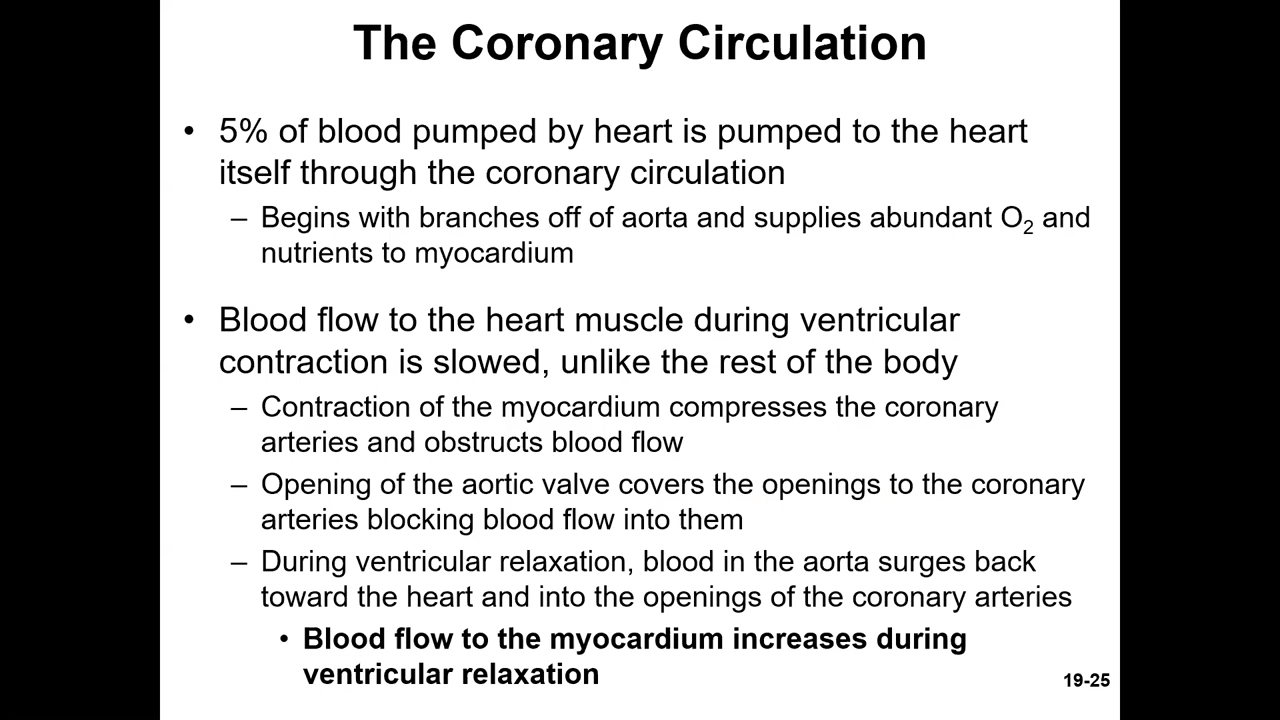 The Coronary Circulation
• 5% of blood pumped by heart is pumped to the heart
itself through the coronary circulation
– Begins with branches off of aorta and supplies abundant O₂ and
nutrients to myocardium
• Blood flow to the heart muscle during ventricular
contraction is slowed, unlike the rest of the body
– Contraction of the myocardium compresses the coronary
arteries and obstructs blood flow
– Opening of the aortic valve covers the openings to the coronary
arteries blocking blood flow into them
– During ventricular relaxation, blood in the aorta surges back
toward the heart and into the openings of the coronary arteries
• Blood flow to the myocardium increases during
ventricular relaxation
19-25